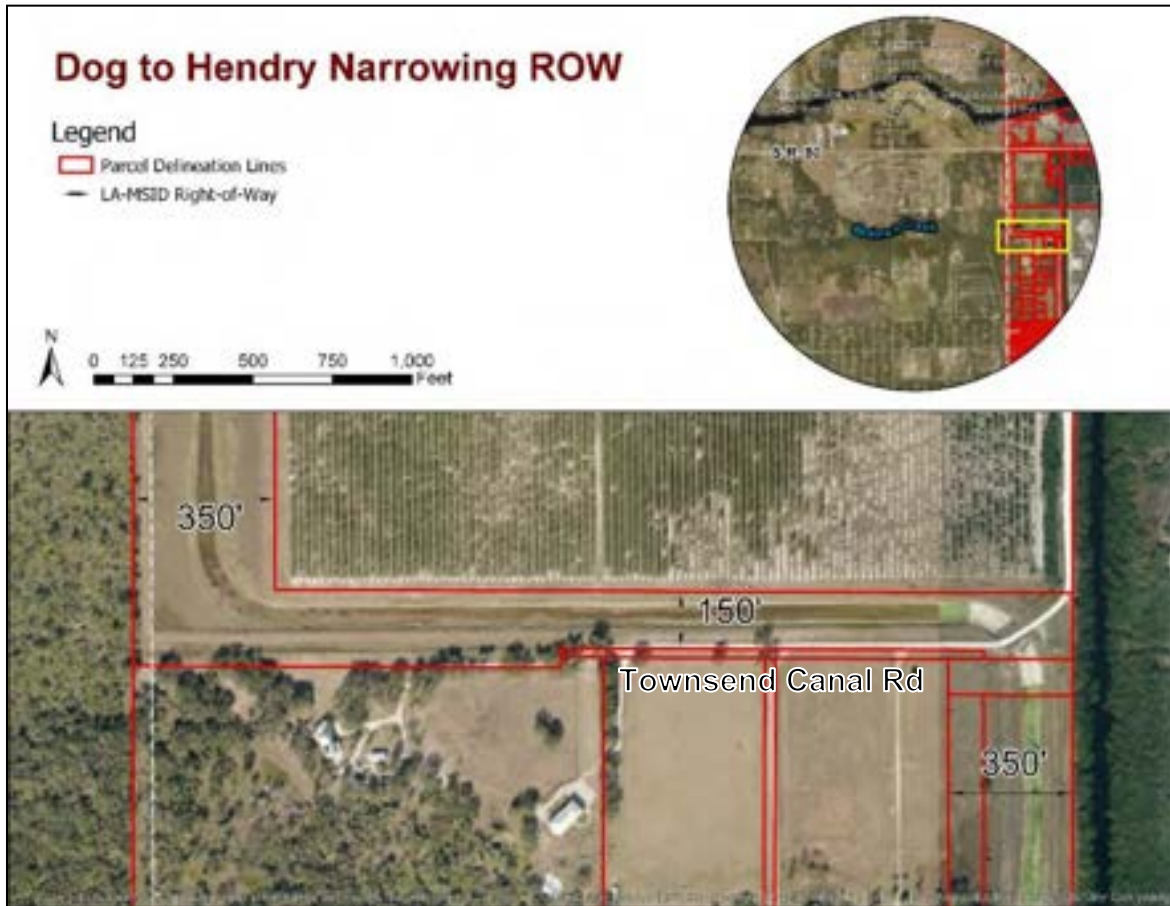 Dog to Hendry Narrowing ROW
Legend
Parcel Delineation Lines
LA-MSID Right-of-Way
N
0 125 250 500 750 1,000
Feet
S.R. 80
350'
150'
Townsend Canal Rd
350'